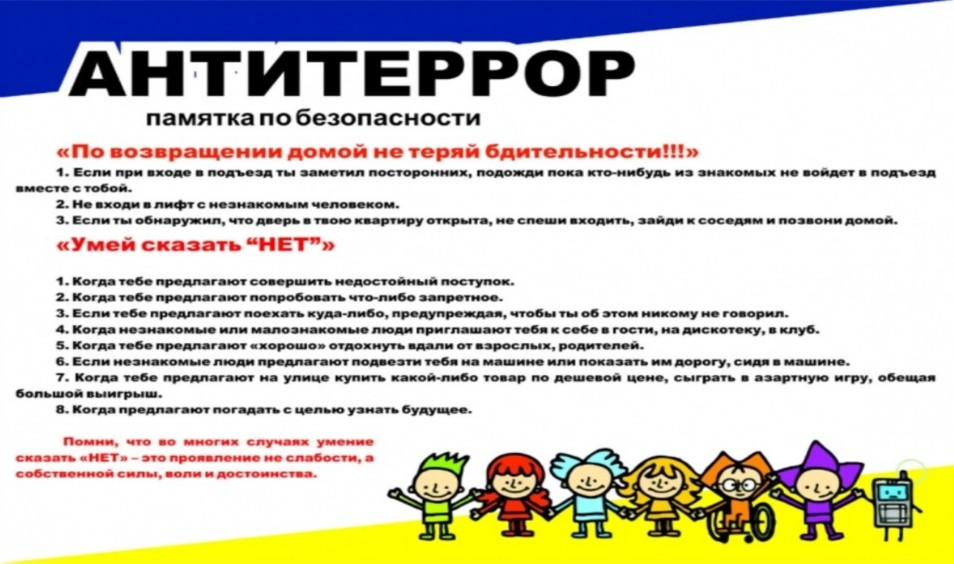 АНТИТЕРРОР
памятка по безопасности
«По возвращении домой не теряй бдительности!!!»
1. Если при входе в подъезд ты заметил посторонних, подожди пока кто-нибудь из знакомых не войдет в подъезд
вместе с тобой.
2. Не входи в лифт с незнакомым человеком.
3. Если ты обнаружил, что дверь в твою квартиру открыта, не спеши входить, зайди к соседям и позвони домой.
«Умей сказать “НЕТ”»
1. Когда тебе предлагают совершить недостойный поступок.
2. Когда тебе предлагают попробовать что-либо запретное.
3. Если тебе предлагают поехать куда-либо, предупреждая, чтобы ты об этом никому не говорил.
4. Когда незнакомые или малознакомые люди приглашают тебя к себе в гости, на дискотеку, в клуб.
5. Когда тебе предлагают «хорошо» отдохнуть вдали от взрослых, родителей.
6. Если незнакомые люди предлагают подвезти тебя на машине или показать им дорогу, сидя в машине.
7. Когда тебе предлагают на улице купить какой-либо товар по дешевой цене, сыграть в азартную игру, обещая
большой выигрыш.
8. Когда предлагают погадать с целью узнать будущее.
Помни, что во многих случаях умение
сказать «НЕТ» – это проявление не слабости, а
собственной силы, воли и достоинства.